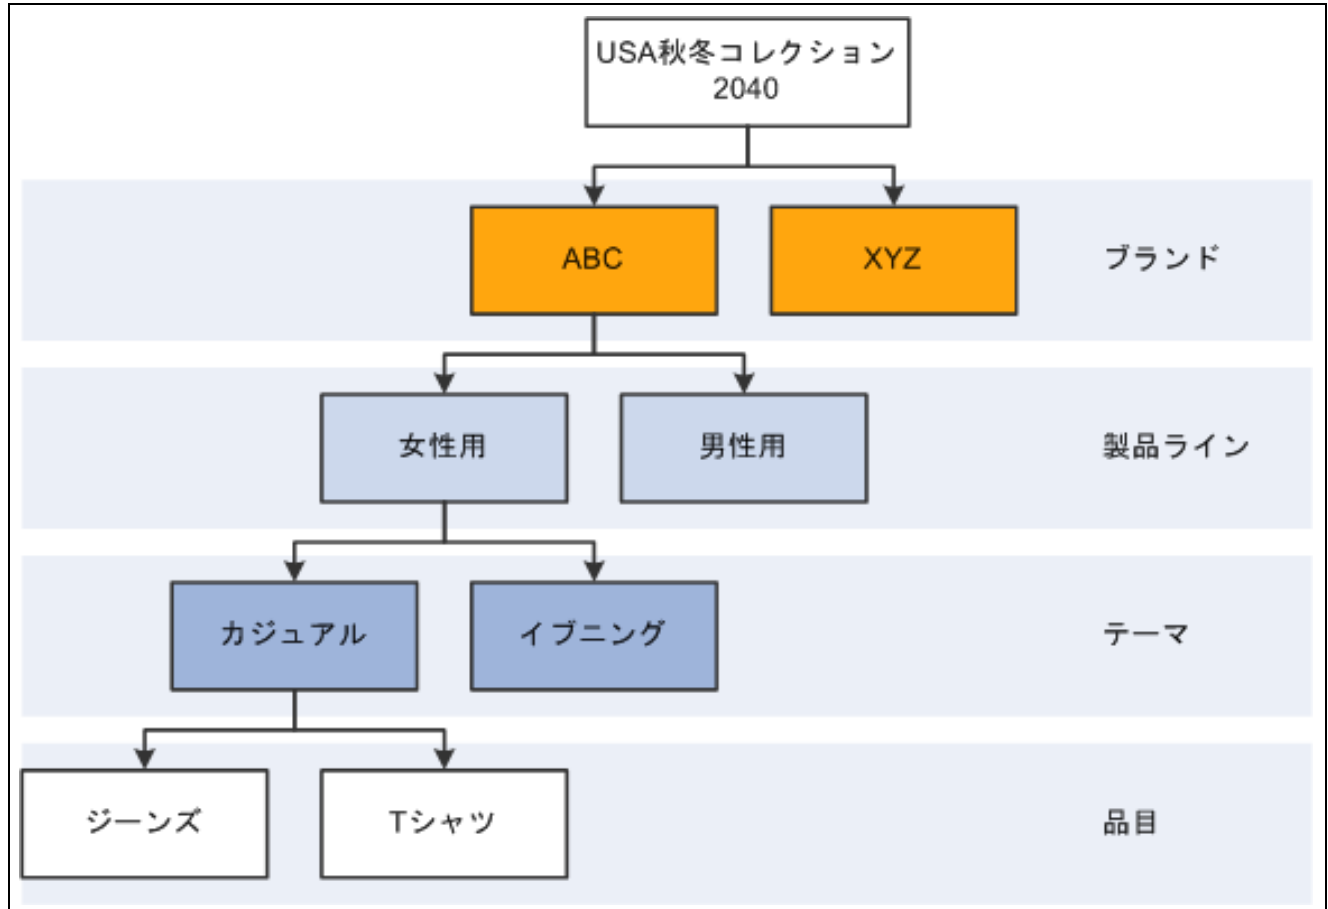 USA秋冬コレクション
2040
ABC
XYZ
ブランド
女性用
男性用
製品ライン
カジュアル
イブニング
テーマ
ジーンズ
Tシャツ
品目